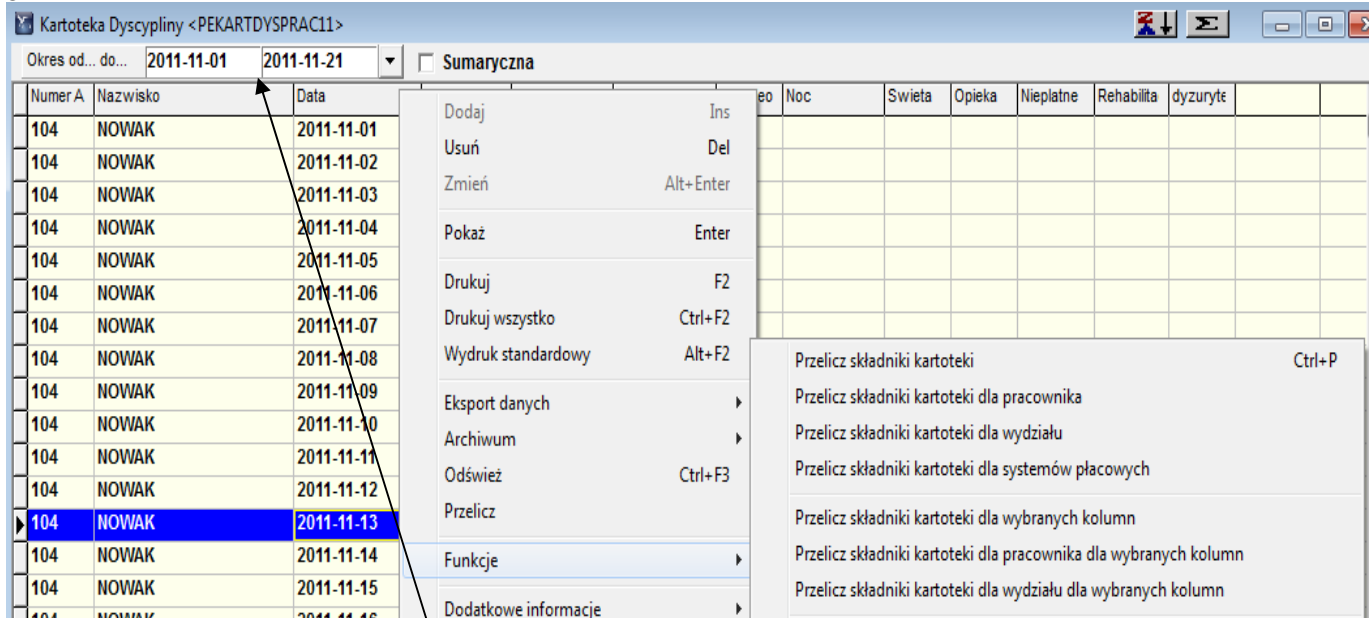 Kartoteka Dyscypliny <PEKARTDYSPRAC11>
Okres od... do... 2011-11-01 2011-11-21 Sumaryczna
Numer A Nazwisko Data eo Noc Swieta Opieka Nieplatne Rehabilita dyzuryte
104 NOWAK 2011-11-01
104 NOWAK 2011-11-02
104 NOWAK 2011-11-03
104 NOWAK 2011-11-04
104 NOWAK 2011-11-05
104 NOWAK 2011-11-06
104 NOWAK 2011-11-07
104 NOWAK 2011-11-08
104 NOWAK 2011-11-09
104 NOWAK 2011-11-10
104 NOWAK 2011-11-11
104 NOWAK 2011-11-12
104 NOWAK 2011-11-13
104 NOWAK 2011-11-14
104 NOWAK 2011-11-15
104 NOWAK 2011-11-16
Dodaj Ins
Usuń Del
Zmień Alt+Enter
Pokaż Enter
Drukuj F2
Drukuj wszystko Ctrl+F2
Wydruk standardowy Alt+F2
Eksport danych
Archiwum
Odśwież Ctrl+F3
Przelicz
Funkcje
Dodatkowe informacje
Przelicz składniki kartoteki Ctrl+P
Przelicz składniki kartoteki dla pracownika
Przelicz składniki kartoteki dla wydziału
Przelicz składniki kartoteki dla systemów płacowych
Przelicz składniki kartoteki dla wybranych kolumn
Przelicz składniki kartoteki dla pracownika dla wybranych kolumn
Przelicz składniki kartoteki dla wydziału dla wybranych kolumn